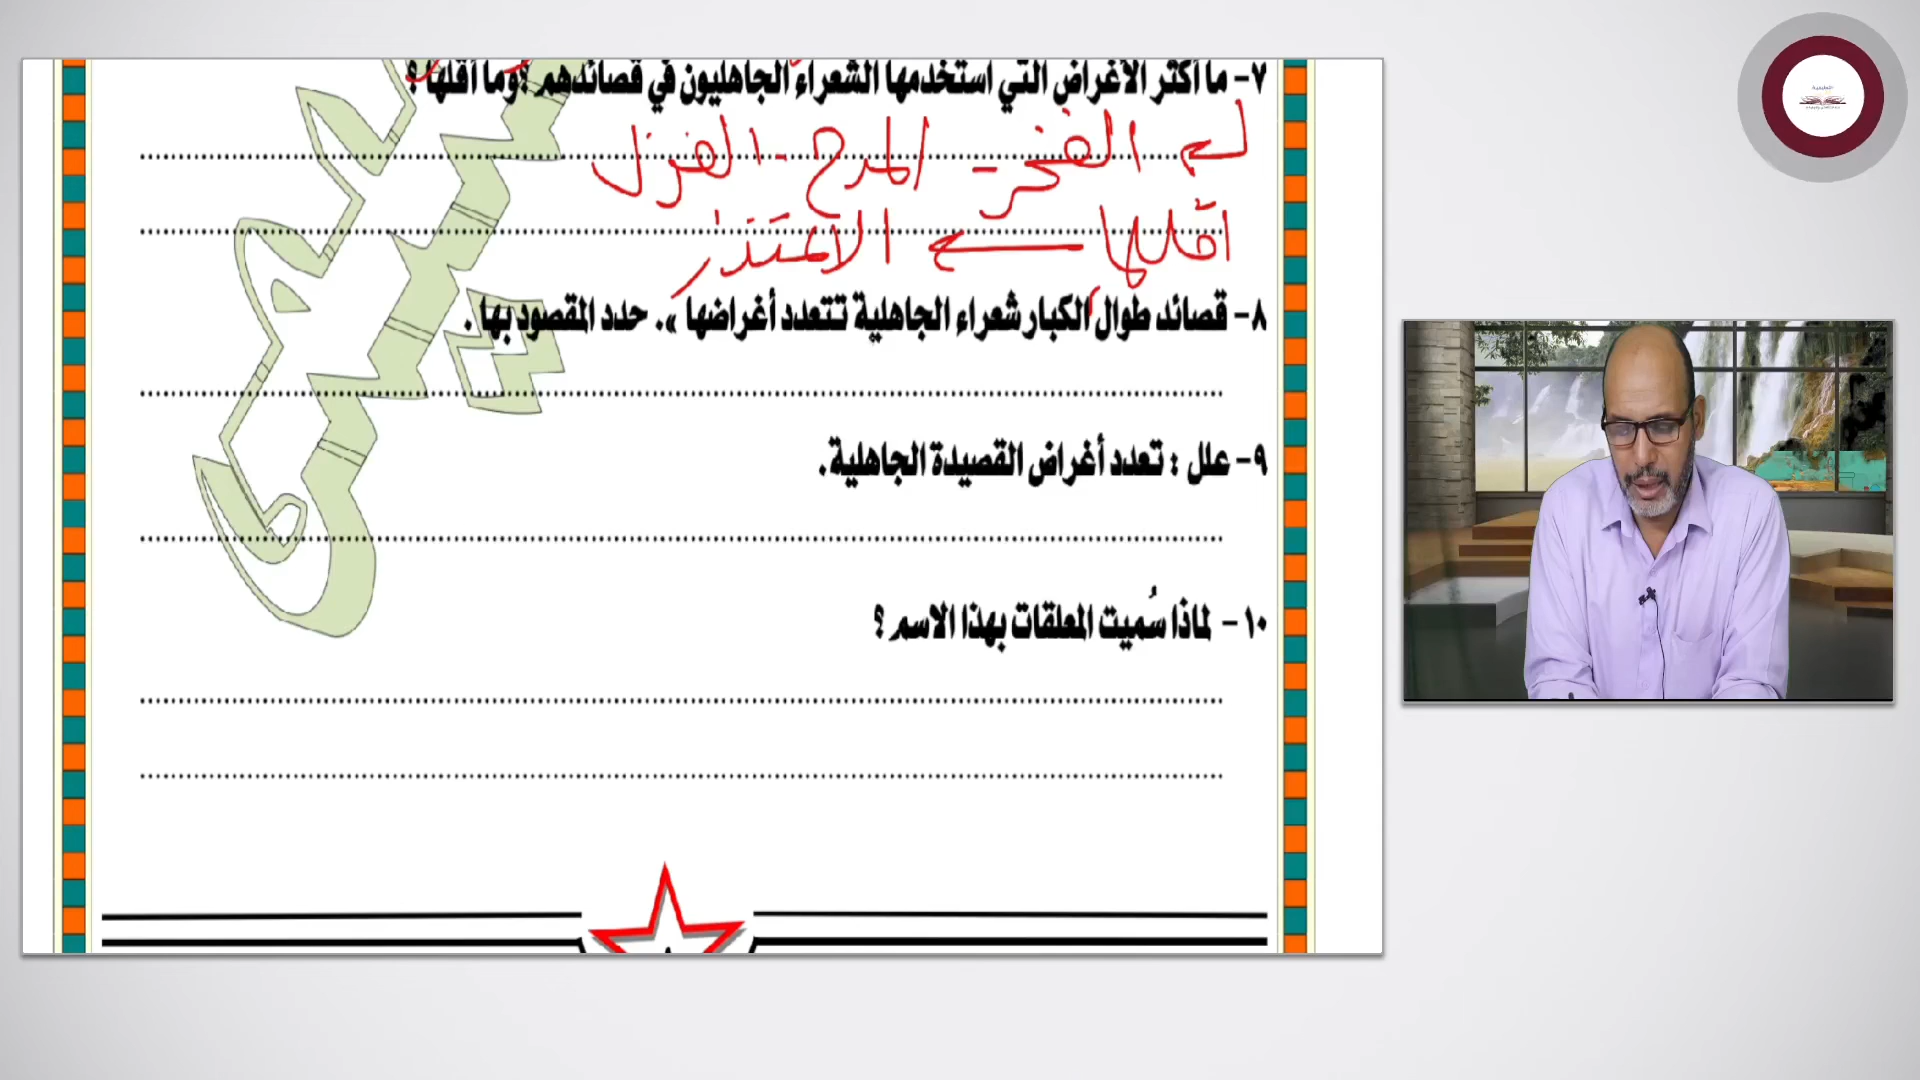 ٧- ما أكثر الأغراض التي استخدمها الشعراء الجاهليون في قصائدهم ؟وما أقلها ؟
الفخر - المدح - الغزل
اقلها ← الاعتذار
٨- قصائد طوال الكبار شعراء الجاهلية تتعدد أغراضها ». حدد المقصود بها .
٩- علل : تعدد أغراض القصيدة الجاهلية.
١٠- لماذا سُميت المعلقات بهذا الاسم ؟